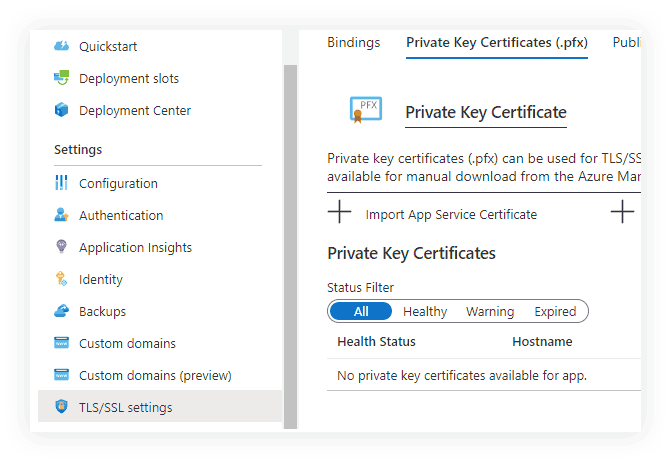 Quickstart
Deployment slots
Deployment Center
Settings
Configuration
Authentication
Application Insights
Identity
Backups
Custom domains
Custom domains (preview)
TLS/SSL settings
Bindings Private Key Certificates (.pfx) Publi
PFX
Private Key Certificate
Private key certificates (.pfx) can be used for TLS/SSL
available for manual download from the Azure Man
Import App Service Certificate
Private Key Certificates
Status Filter
All Healthy Warning Expired
Health Status Hostname
No private key certificates available for app.